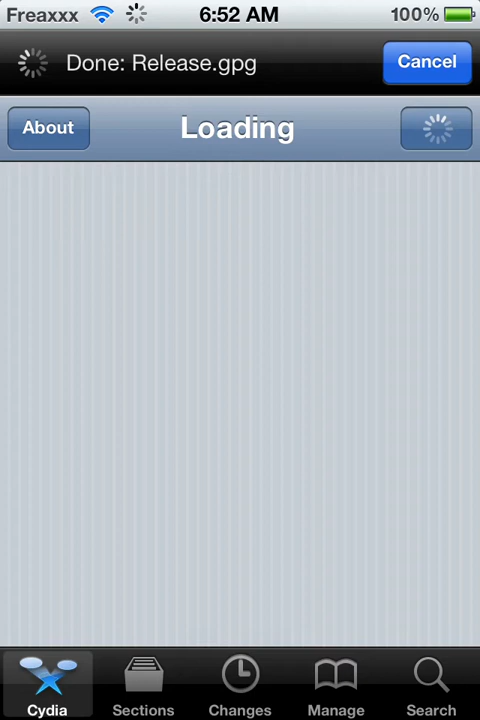 Freaxxx 6:52 AM 100%
Done: Release.gpg Cancel
About Loading
Cydia Sections Changes Manage Search